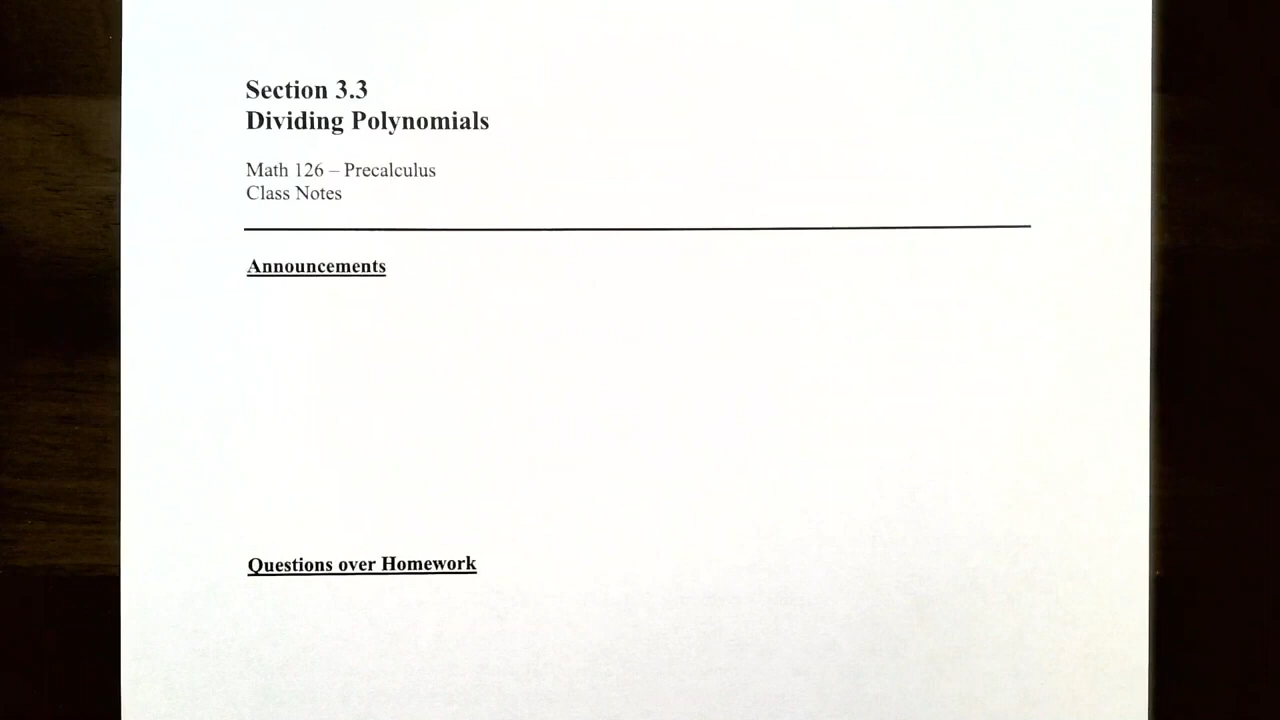 Section 3.3
Dividing Polynomials
Math 126 – Precalculus
Class Notes
Announcements
Questions over Homework